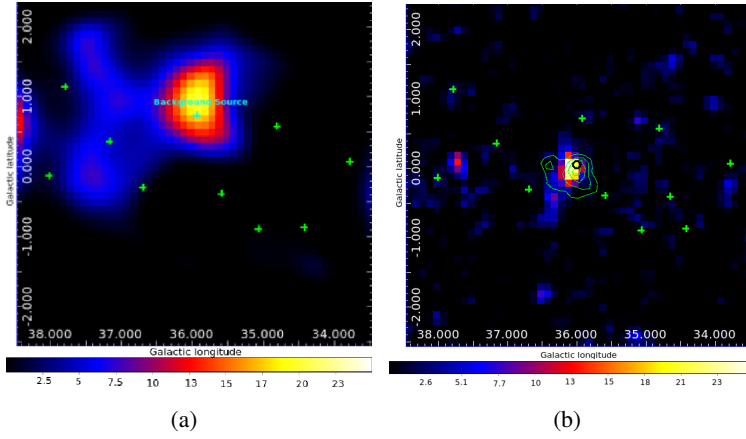 2.000
1.000
0.000
-1.000
-2.000
Galactic latitude
Background Source
38.000 37.000 36.000 35.000 34.000
Galactic longitude
2.5 5 7.5 10 13 15 17 20 23
(a)
2.000
1.000
0.000
-1.000
-2.000
Galactic latitude
38.000 37.000 36.000 35.000 34.000
Galactic longitude
2.6 5.1 7.7 10 13 15 18 21 23
(b)